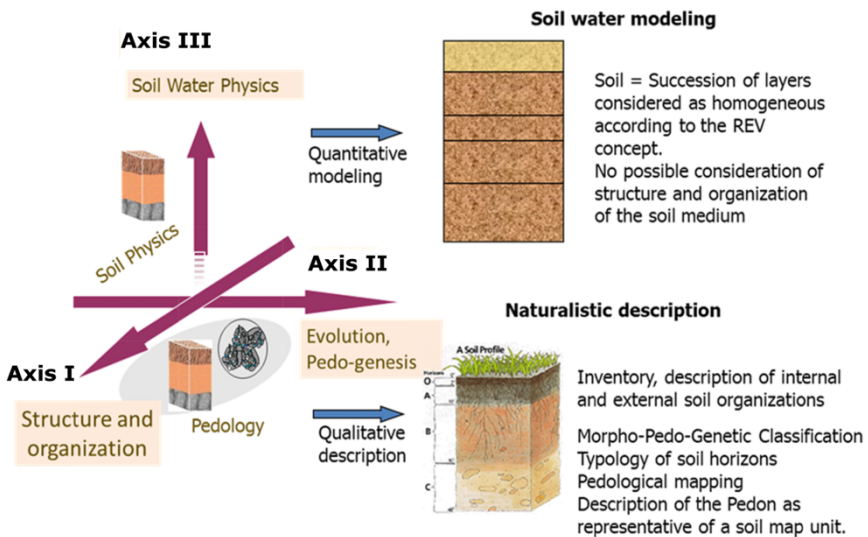 Axis III
Soil Water Physics
Soil Physics
Quantitative
modeling
Soil water modeling
Soil = Succession of layers
considered as homogeneous
according to the REV
concept.
No possible consideration of
structure and organization
of the soil medium
Axis II
Evolution,
Pedo-genesis
Axis I
Structure and
organization
Pedology
Qualitative
description
Naturalistic description
A Soil Profile
O
A
B
C
Inventory, description of internal
and external soil organizations
Morpho-Pedo-Genetic Classification
Typology of soil horizons
Pedological mapping
Description of the Pedon as
representative of a soil map unit.